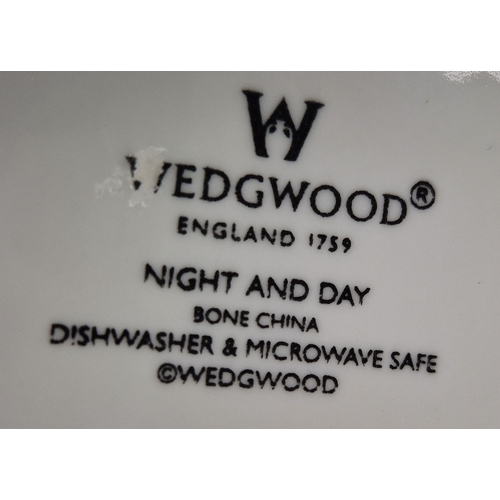 W
WEDGWOOD®
ENGLAND 1759
NIGHT AND DAY
BONE CHINA
DISHWASHER & MICROWAVE SAFE
©WEDGWOOD